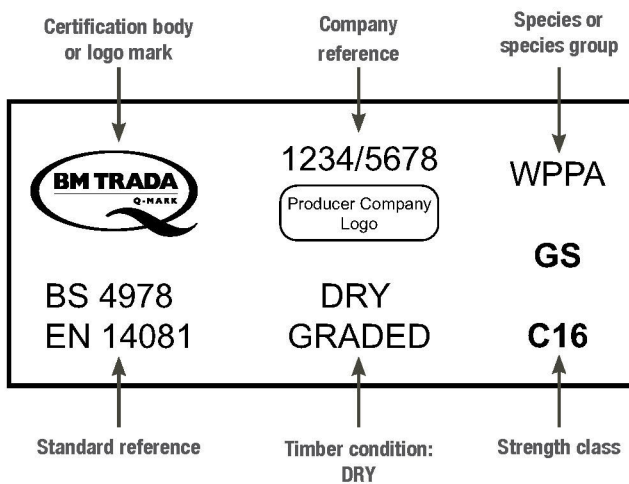 Certification body
or logo mark
Company
reference
Species or
species group
BM TRADA
Q-MARK
1234/5678
Producer Company
Logo
WPPA
GS
BS 4978
EN 14081
DRY
GRADED
C16
Standard reference
Timber condition:
DRY
Strength class